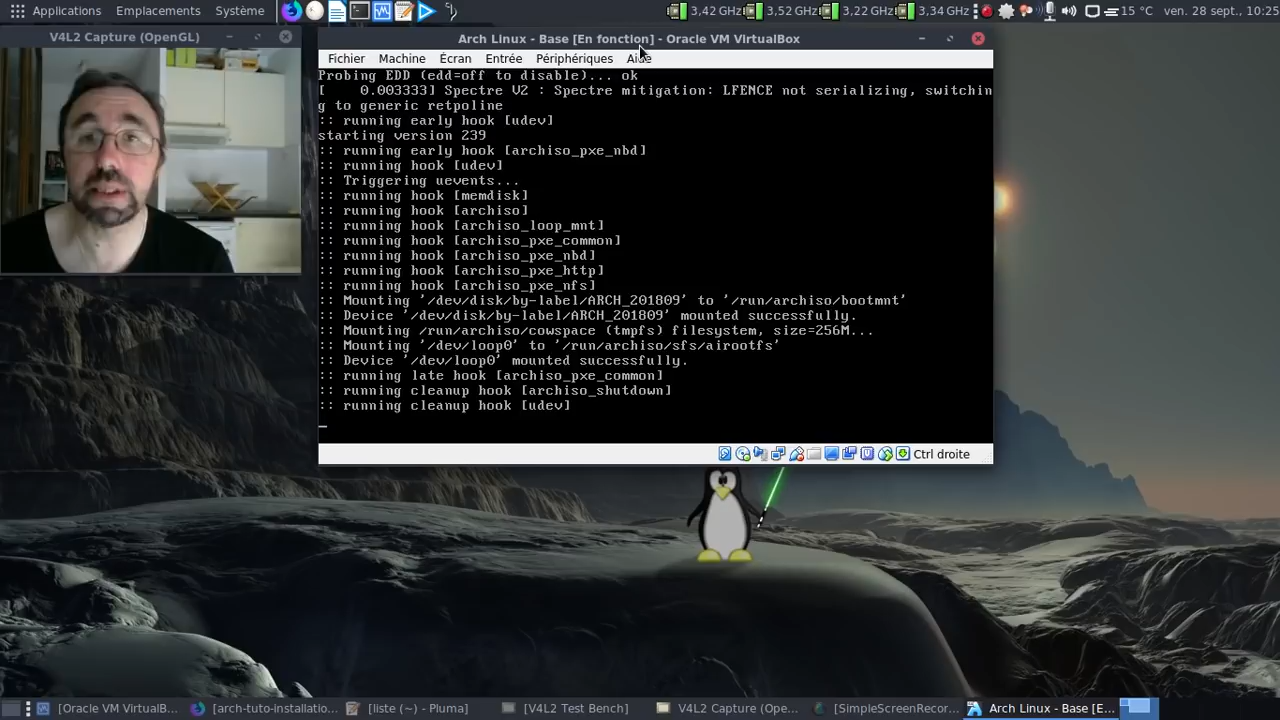 Applications Emplacements Système
3,42 GHz 3,52 GHz 3,22 GHz 3,34 GHz 15 °C ven. 28 sept., 10:25
V4L2 Capture (OpenGL)
Arch Linux - Base [En fonction] - Oracle VM VirtualBox
Fichier Machine Écran Entrée Périphériques Aide
Probing EDD (edd=off to disable)... ok
[    0.003333] Spectre V2 : Spectre mitigation: LFENCE not serializing, switchin
g to generic retpoline
:: running early hook [udev]
starting version 239
:: running early hook [archiso_pxe_nbd]
:: running hook [udev]
:: Triggering uevents...
:: running hook [memdisk]
:: running hook [archiso]
:: running hook [archiso_loop_mnt]
:: running hook [archiso_pxe_common]
:: running hook [archiso_pxe_nbd]
:: running hook [archiso_pxe_http]
:: running hook [archiso_pxe_nfs]
:: Mounting '/dev/disk/by-label/ARCH_201809' to '/run/archiso/bootmnt'
:: Device '/dev/disk/by-label/ARCH_201809' mounted successfully.
:: Mounting /run/archiso/cowspace (tmpfs) filesystem, size=256M...
:: Mounting '/dev/loop0' to '/run/archiso/sfs/airootfs'
:: Device '/dev/loop0' mounted successfully.
:: running late hook [archiso_pxe_common]
:: running cleanup hook [archiso_shutdown]
:: running cleanup hook [udev]
Ctrl droite
[Oracle VM VirtualB... [arch-tuto-installatio... [liste (~) - Pluma] [V4L2 Test Bench] V4L2 Capture (Ope... [SimpleScreenRecor... Arch Linux - Base [E...